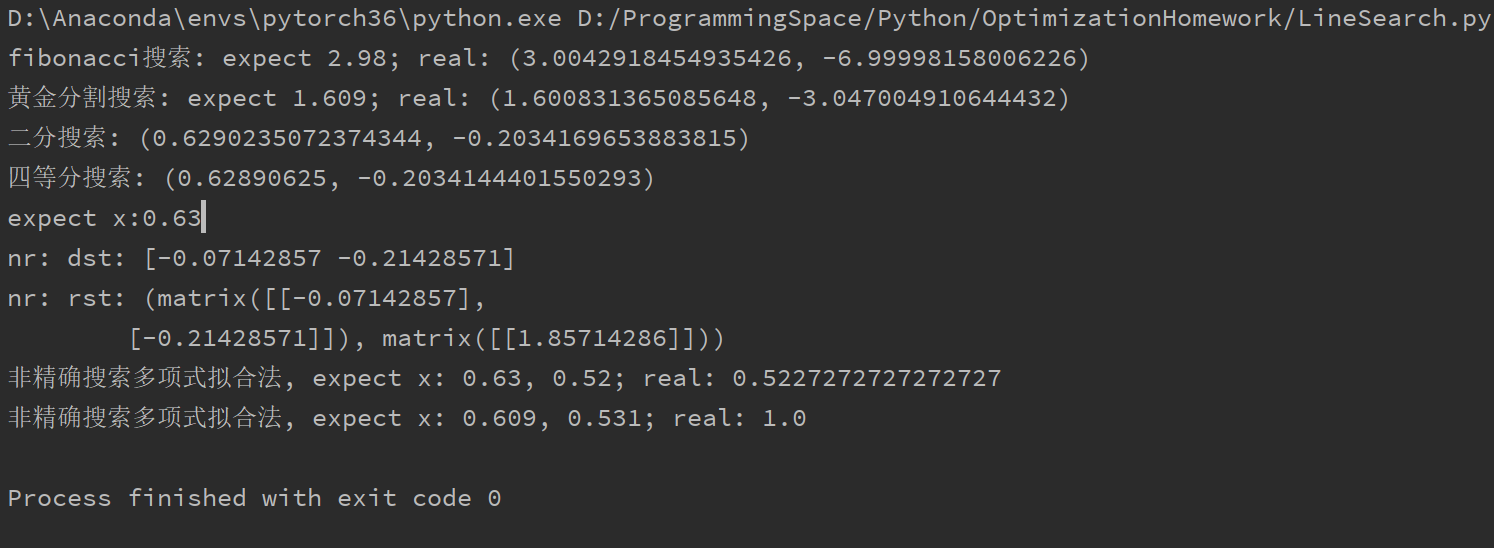 D:\Anaconda\envs\pytorch36\python.exe D:/ProgrammingSpace/Python/OptimizationHomework/LineSearch.py
fibonacci搜索: expect 2.98; real: (3.0042918454935426, -6.99998158006226)
黄金分割搜索: expect 1.609; real: (1.600831365085648, -3.047004910644432)
二分搜索: (0.6290235072374344, -0.2034169653883815)
四等分搜索: (0.62890625, -0.2034144401550293)
expect x:0.63
nr: dst: [-0.07142857 -0.21428571]
nr: rst: (matrix([[-0.07142857],
        [-0.21428571]]), matrix([[1.85714286]]))
非精确搜索多项式拟合法, expect x: 0.63, 0.52; real: 0.5227272727272727
非精确搜索多项式拟合法, expect x: 0.609, 0.531; real: 1.0
Process finished with exit code 0